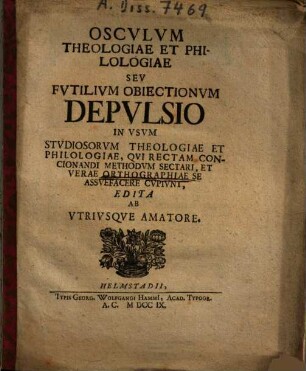 A. Diss. 7469
OSCVLVM
THEOLOGIAE ET PHI-
LOLOGIAE
SEV
FVTILIVM OBIECTIONVM
DEPVLSIO
IN VSVM
STVDIOSORVM THEOLOGIAE ET
PHILOLOGIAE, QVI RECTAM CON-
CIONANDI METHODVM SECTARI, ET
VERAE ORTHOGRAPHIAE SE
ASSVEFACERE CVPIVNT,
EDITA
AB
VTRIVSQVE AMATORE.
HELMSTADII,
TYPIS GEORG. WOLFGANGI HAMMI, ACAD. TYPOGR.
A. C. M DCC IX.